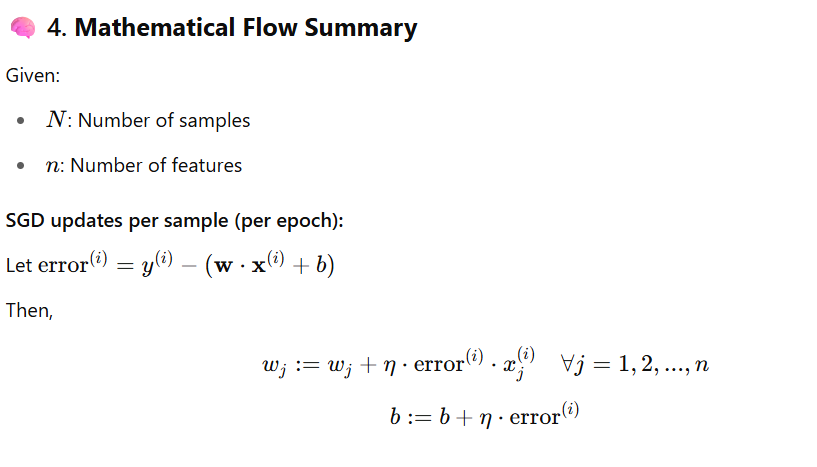 🧠 4. Mathematical Flow Summary
Given:
• N: Number of samples
• n: Number of features
SGD updates per sample (per epoch):
Let error⁽ⁱ⁾ = y⁽ⁱ⁾ − (𝐰 · 𝐱⁽ⁱ⁾ + b)
Then,
w_j := w_j + η · error⁽ⁱ⁾ · x_j⁽ⁱ⁾ ∀j = 1, 2, ..., n
b := b + η · error⁽ⁱ⁾